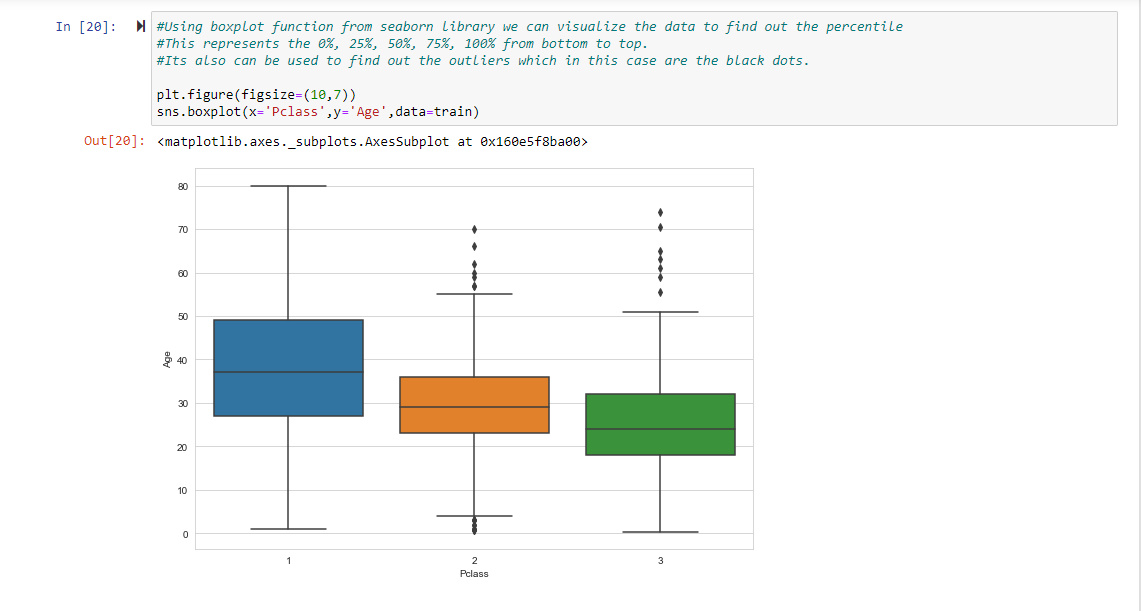 In [20]:
#Using boxplot function from seaborn library we can visualize the data to find out the percentile
#This represents the 0%, 25%, 50%, 75%, 100% from bottom to top.
#Its also can be used to find out the outliers which in this case are the black dots.
plt.figure(figsize=(10,7))
sns.boxplot(x='Pclass',y='Age',data=train)
Out[20]: <matplotlib.axes._subplots.AxesSubplot at 0x160e5f8ba00>
80
70
60
50
Age
40
30
20
10
0
1 2 3
Pclass